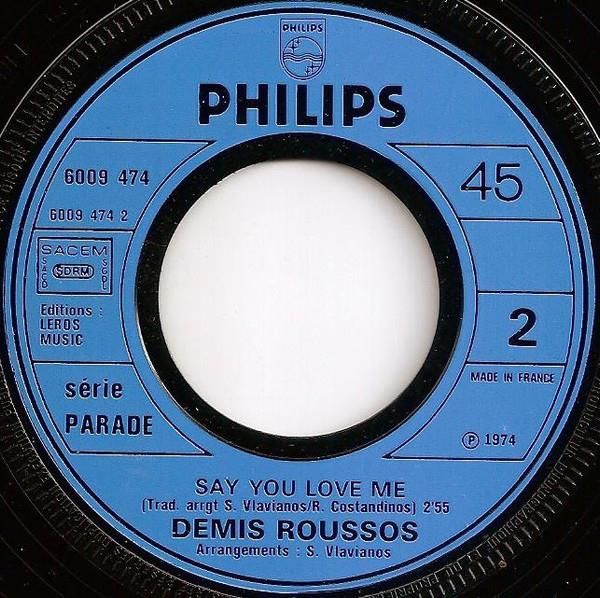 PHILIPS
PHILIPS
6009 474
6009 474 2
45
SACEM
SACD
SDRM
SGDL
Editions :
LEROS
MUSIC
2
MADE IN FRANCE
série
PARADE
℗ 1974
SAY YOU LOVE ME
(Trad. arrgt S. Vlavianos/R. Costandinos) 2'55
DEMIS ROUSSOS
Arrangements : S. Vlavianos